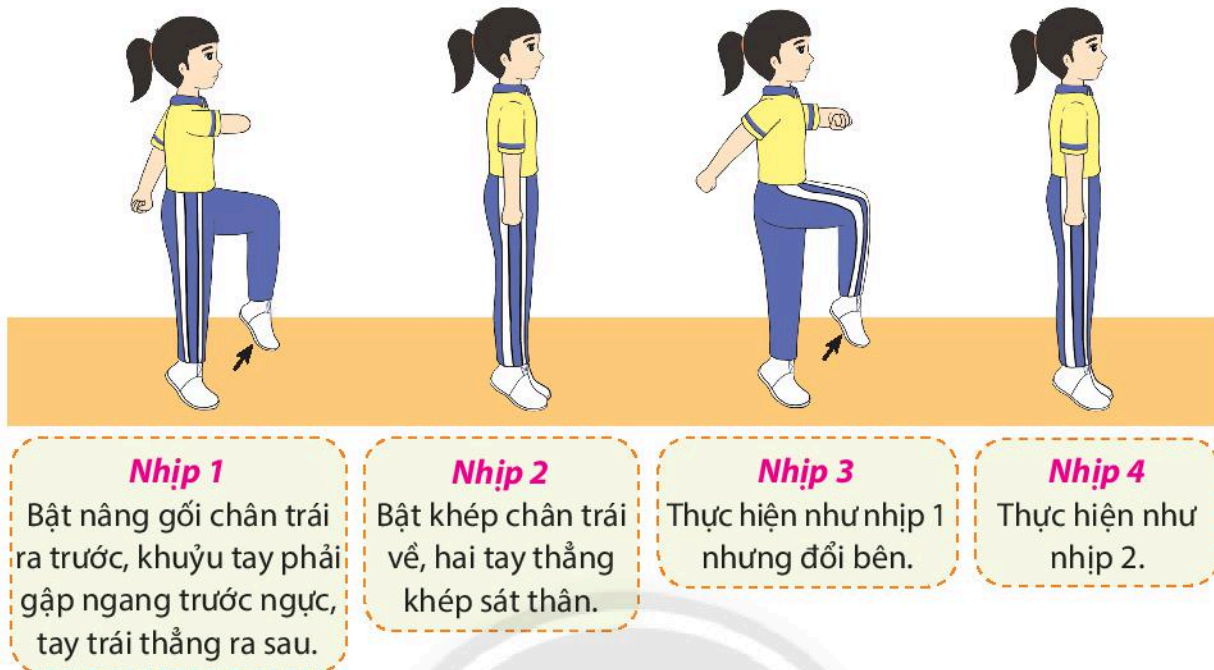 Nhịp 1
Bật nâng gối chân trái
ra trước, khuỷu tay phải
gập ngang trước ngực,
tay trái thẳng ra sau.
Nhịp 2
Bật khép chân trái
về, hai tay thẳng
khép sát thân.
Nhịp 3
Thực hiện như nhịp 1
nhưng đổi bên.
Nhịp 4
Thực hiện như
nhịp 2.